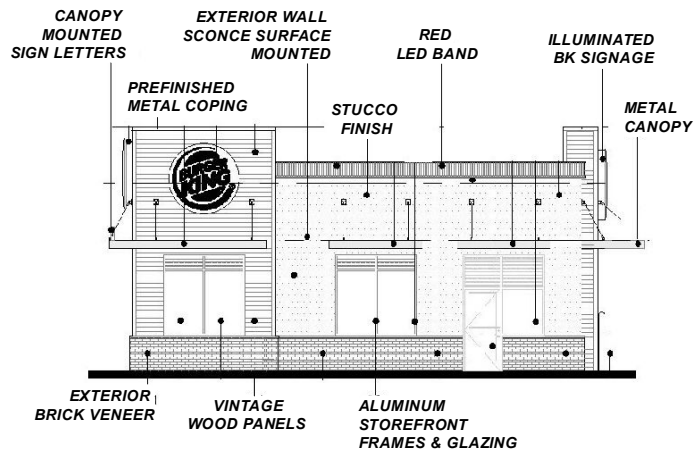 CANOPY
MOUNTED
SIGN LETTERS
EXTERIOR WALL
SCONCE SURFACE
MOUNTED
RED
LED BAND
ILLUMINATED
BK SIGNAGE
PREFINISHED
METAL COPING
STUCCO
FINISH
METAL
CANOPY
BURGER
KING
EXTERIOR
BRICK VENEER
VINTAGE
WOOD PANELS
ALUMINUM
STOREFRONT
FRAMES & GLAZING